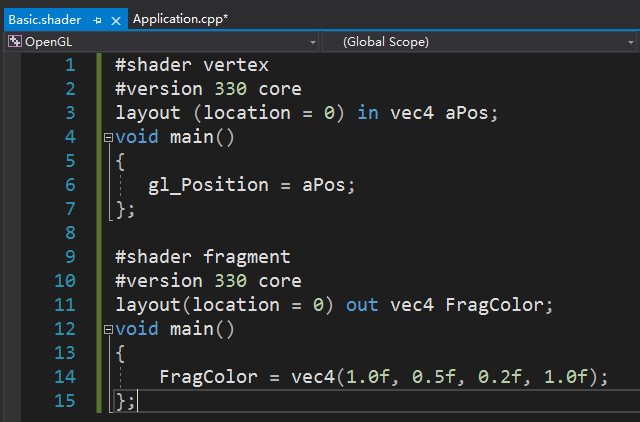 Basic.shader Application.cpp*
OpenGL (Global Scope)
1 #shader vertex
2 #version 330 core
3 layout (location = 0) in vec4 aPos;
4 void main()
5 {
6 gl_Position = aPos;
7 };
8
9 #shader fragment
10 #version 330 core
11 layout(location = 0) out vec4 FragColor;
12 void main()
13 {
14 FragColor = vec4(1.0f, 0.5f, 0.2f, 1.0f);
15 };